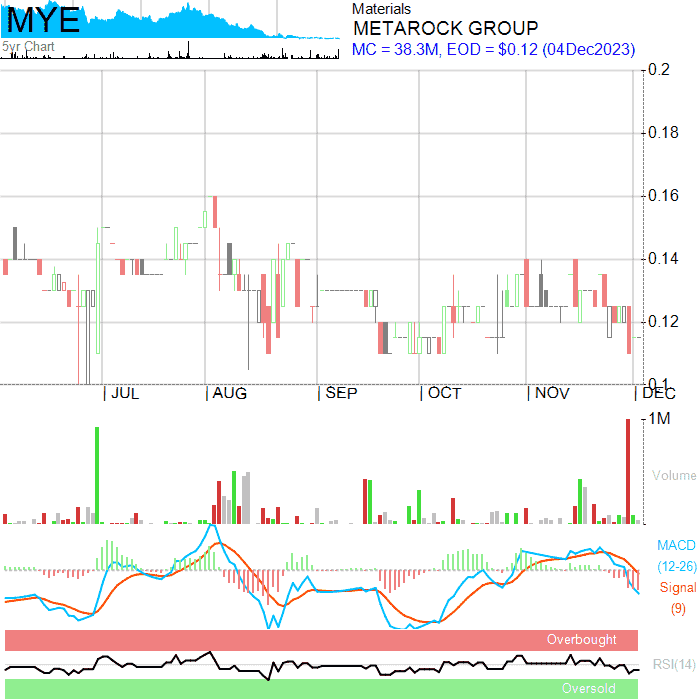 MYE
5yr Chart
Materials
METAROCK GROUP
MC = 38.3M, EOD = $0.12 (04Dec2023)
0.2
0.18
0.16
0.14
0.12
0.1
JUL AUG SEP OCT NOV DEC
1M
Volume
MACD
(12-26)
Signal
(9)
Overbought
RSI(14)
Oversold